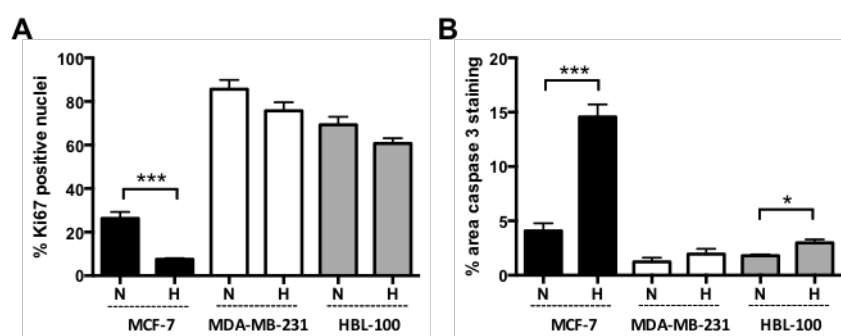 A
% Ki67 positive nuclei
100
80
60
40
20
0
***
N H N H N H
MCF-7 MDA-MB-231 HBL-100
B
% area caspase 3 staining
20
15
10
5
0
***
*
N H N H N H
MCF-7 MDA-MB-231 HBL-100